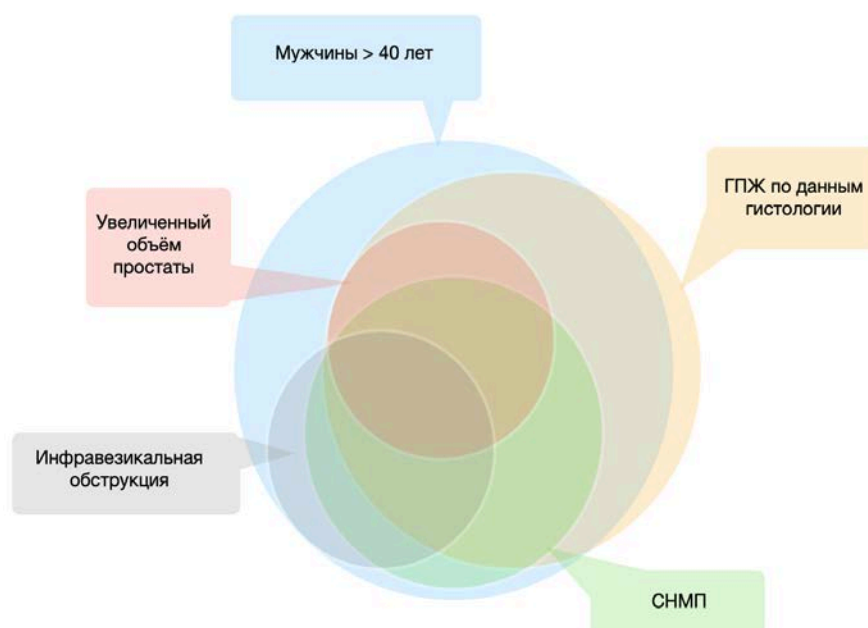 Мужчины > 40 лет
ГПЖ по данным
гистологии
Увеличенный
объём
простаты
Инфравезикальная
обструкция
СНМП